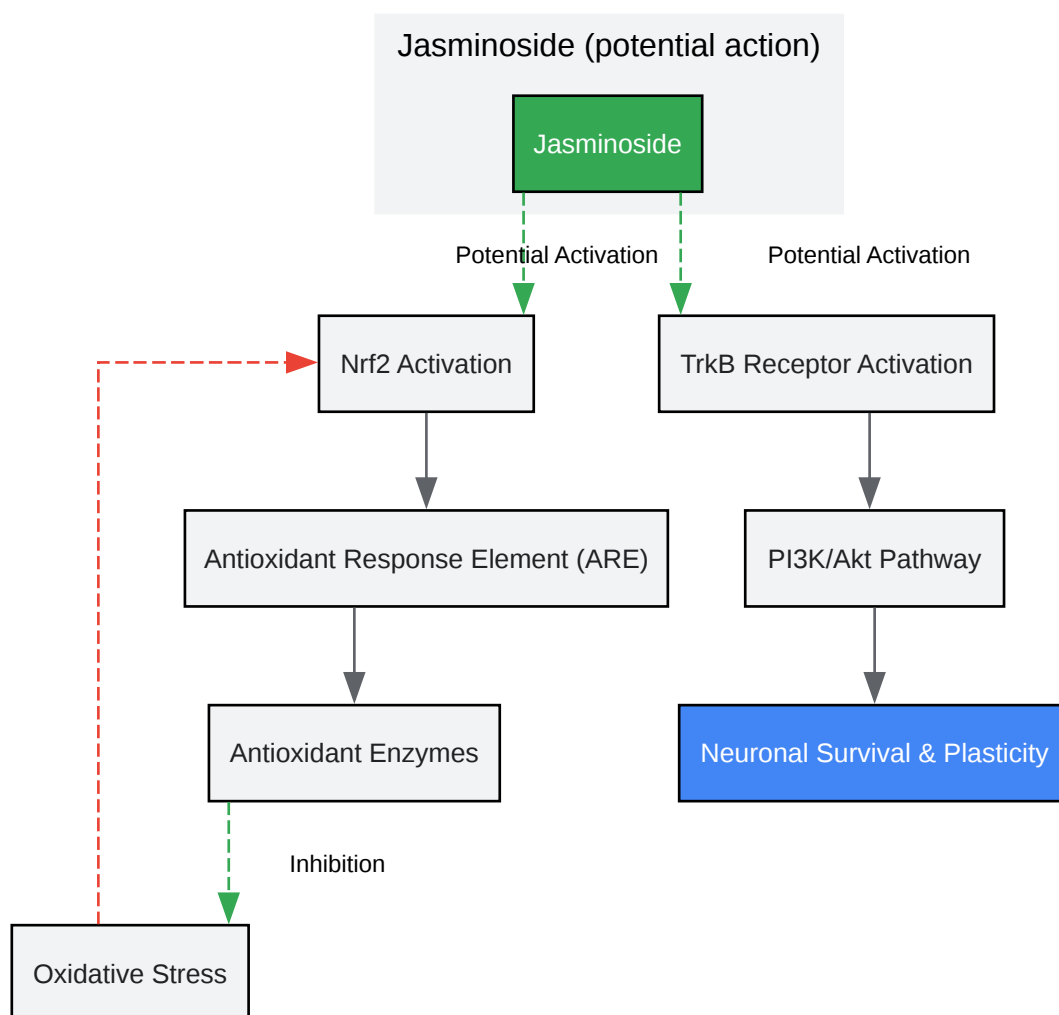 Jasminoside (potential action)
Jasminoside
Potential Activation
Potential Activation
Nrf2 Activation
TrkB Receptor Activation
Antioxidant Response Element (ARE)
PI3K/Akt Pathway
Antioxidant Enzymes
Neuronal Survival & Plasticity
Inhibition
Oxidative Stress